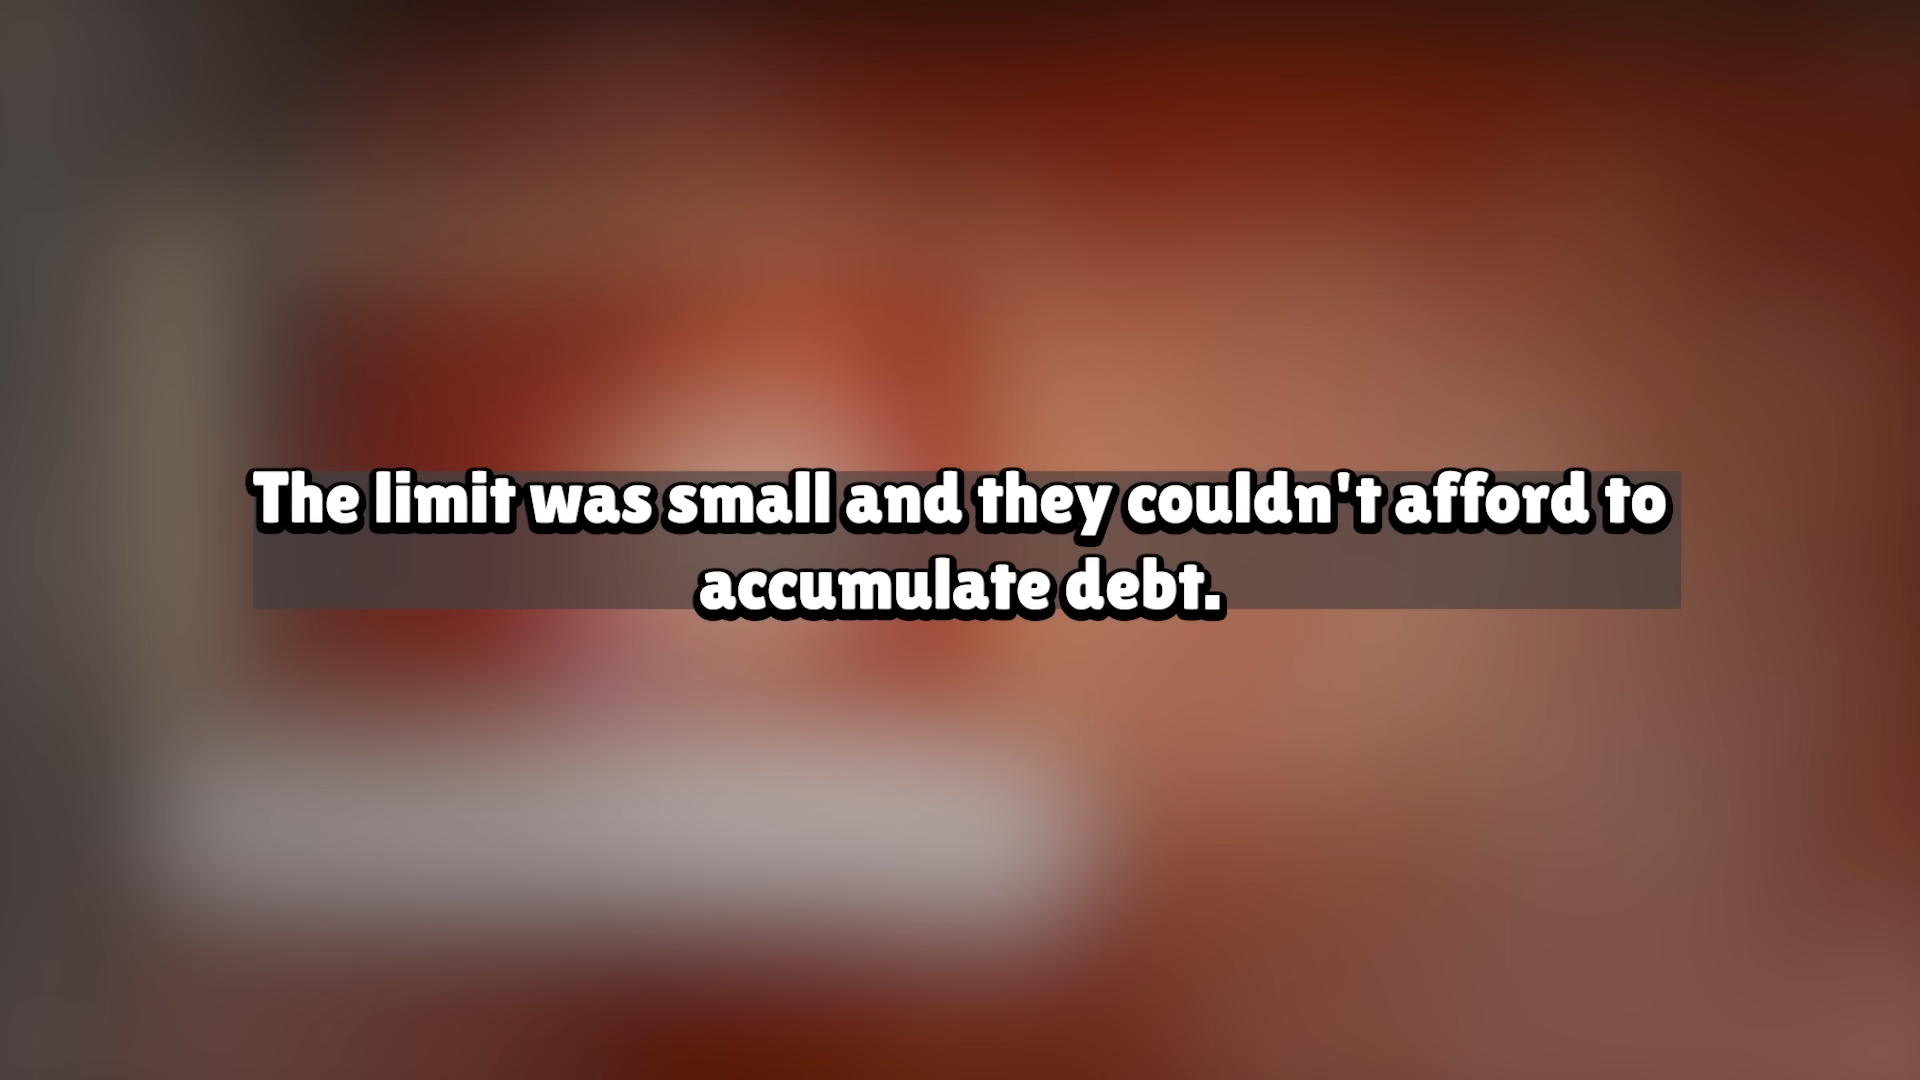 The limit was small and they couldn't afford to
accumulate debt.